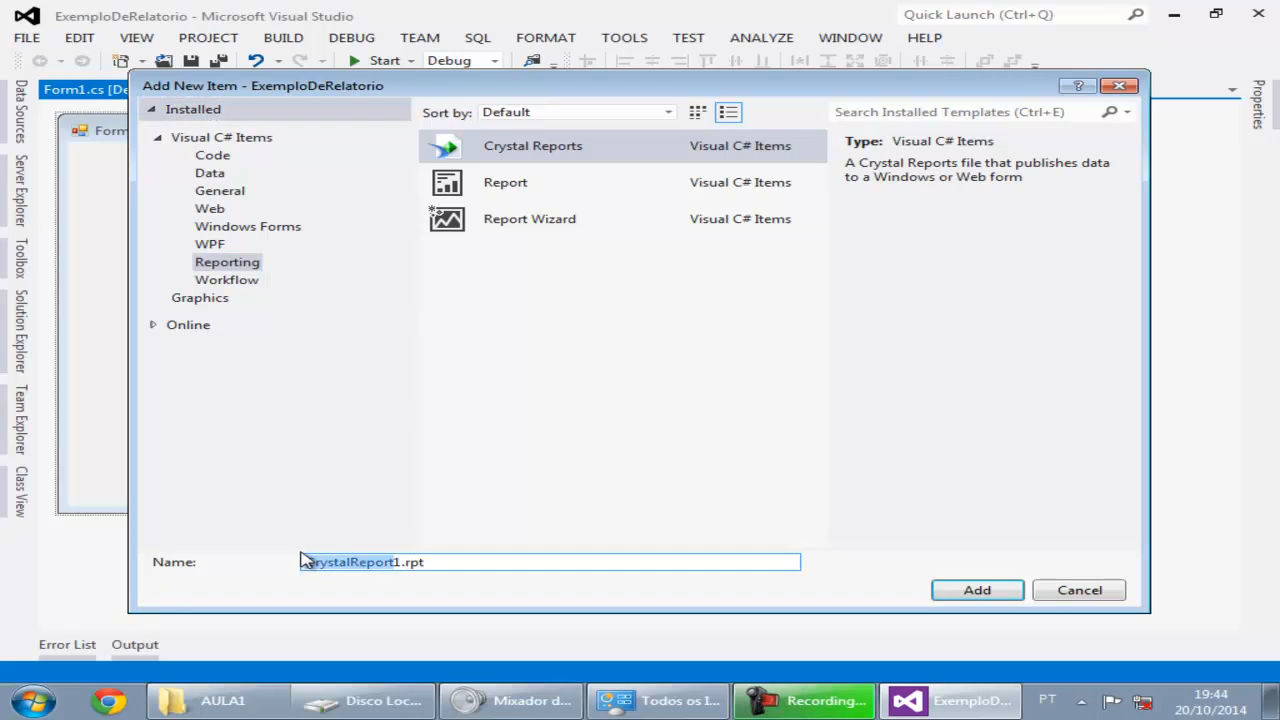 ExemploDeRelatorio - Microsoft Visual Studio
Quick Launch (Ctrl+Q)
FILE EDIT VIEW PROJECT BUILD DEBUG TEAM SQL FORMAT TOOLS TEST ANALYZE WINDOW HELP
Start Debug
Form1.cs [De
Add New Item - ExemploDeRelatorio
Installed
Sort by: Default
Search Installed Templates (Ctrl+E)
Visual C# Items
Code
Data
General
Web
Windows Forms
WPF
Reporting
Workflow
Graphics
Online
Crystal Reports Visual C# Items
Report Visual C# Items
Report Wizard Visual C# Items
Type: Visual C# Items
A Crystal Reports file that publishes data
to a Windows or Web form
Form
Data Sources
Server Explorer
Toolbox
Solution Explorer
Team Explorer
Class View
Properties
Name: CrystalReport1.rpt
Add Cancel
Error List Output
AULA1
Disco Loc...
Mixador d...
Todos os I...
Recording...
ExemploD...
PT
19:44
20/10/2014